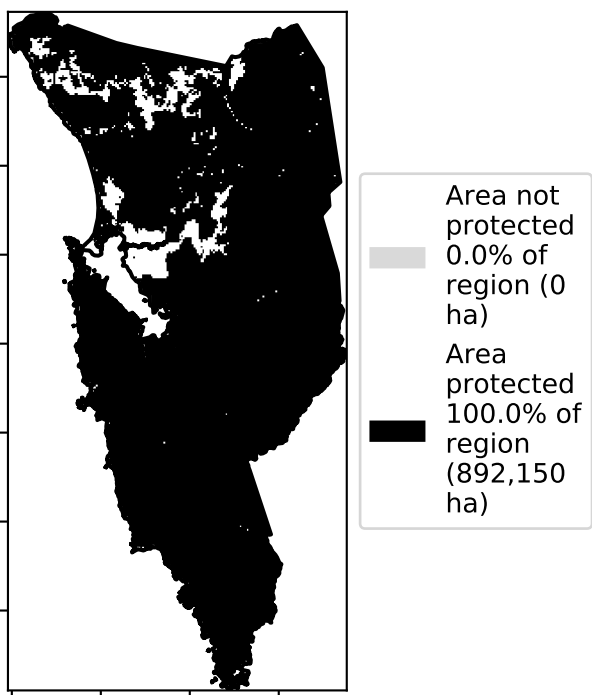 Area not
protected
0.0% of
region (0
ha)
Area
protected
100.0% of
region
(892,150
ha)